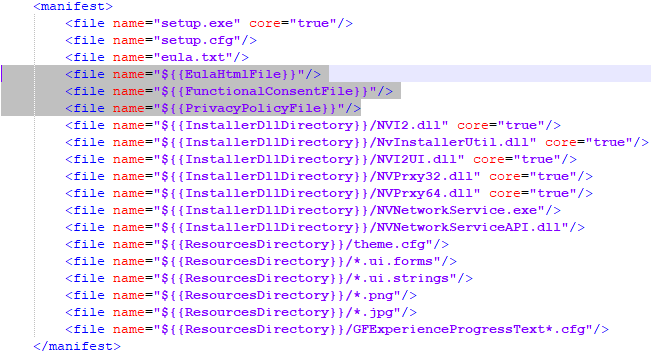 <manifest>
<file name="setup.exe" core="true"/>
<file name="setup.cfg"/>
<file name="eula.txt"/>
<file name="${{EulaHtmlFile}}"/>
<file name="${{FunctionalConsentFile}}"/>
<file name="${{PrivacyPolicyFile}}"/>
<file name="${{InstallerDllDirectory}}/NVI2.dll" core="true"/>
<file name="${{InstallerDllDirectory}}/NvInstallerUtil.dll" core="true"/>
<file name="${{InstallerDllDirectory}}/NVI2UI.dll" core="true"/>
<file name="${{InstallerDllDirectory}}/NVPrxy32.dll" core="true"/>
<file name="${{InstallerDllDirectory}}/NVPrxy64.dll" core="true"/>
<file name="${{InstallerDllDirectory}}/NVNetworkService.exe"/>
<file name="${{InstallerDllDirectory}}/NVNetworkServiceAPI.dll"/>
<file name="${{ResourcesDirectory}}/theme.cfg"/>
<file name="${{ResourcesDirectory}}/*.ui.forms"/>
<file name="${{ResourcesDirectory}}/*.ui.strings"/>
<file name="${{ResourcesDirectory}}/*.png"/>
<file name="${{ResourcesDirectory}}/*.jpg"/>
<file name="${{ResourcesDirectory}}/GFExperienceProgressText*.cfg"/>
</manifest>